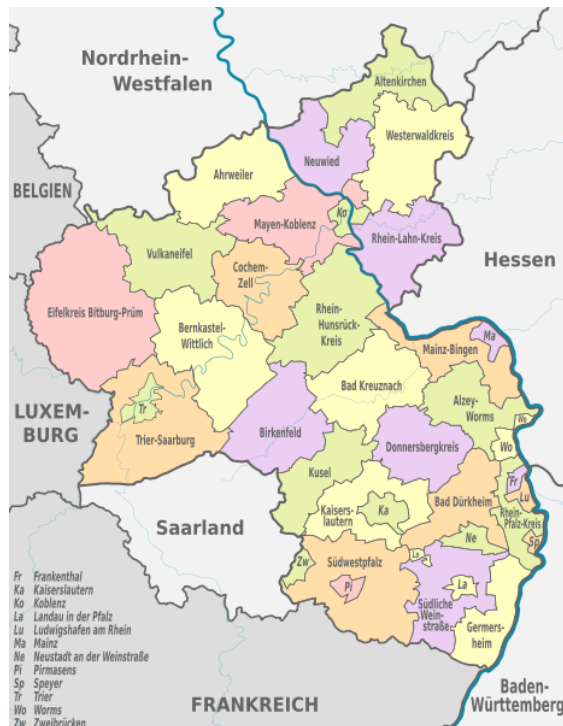 Nordrhein-
Westfalen
Altenkirchen
Westerwaldkreis
Neuwied
Ahrweiler
BELGIEN
Mayen-Koblenz
Ko
Rhein-Lahn-Kreis
Vulkaneifel
Cochem-
Zell
Hessen
Eifelkreis Bitburg-Prüm
Rhein-
Hunsrück-
Kreis
Bernkastel-
Wittlich
Ma
Mainz-Bingen
Bad Kreuznach
LUXEM-
BURG
Tr
Alzey-
Worms
Wo
Trier-Saarburg
Birkenfeld
Donnersbergkreis
Wo
Kusel
Fr
Bad Dürkheim
Lu
Saarland
Kaisers-
lautern
Ka
Rhein-
Pfalz-Kreis
Ne
Sp
La
Zw
Südwestpfalz
Pi
La
Südliche
Wein-
straße
Germers-
heim
Fr Frankenthal
Ka Kaiserslautern
Ko Koblenz
La Landau in der Pfalz
Lu Ludwigshafen am Rhein
Ma Mainz
Ne Neustadt an der Weinstraße
Pi Pirmasens
Sp Speyer
Tr Trier
Wo Worms
Zw Zweibrücken
FRANKREICH
Baden-
Württemberg